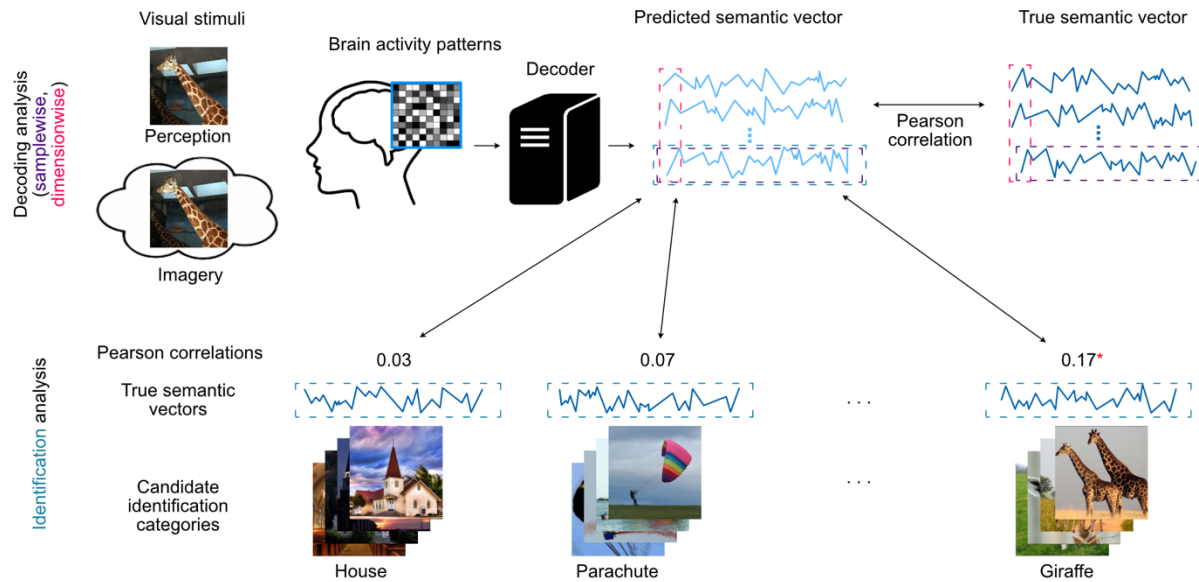 Visual stimuli
Predicted semantic vector
True semantic vector
Brain activity patterns
Decoder
Decoding analysis
(samplewise,
dimensionwise)
Perception
Pearson
correlation
Imagery
Identification analysis
Pearson correlations
0.03
0.07
0.17*
True semantic
vectors
. . .
Candidate
identification
categories
. . .
House
Parachute
Giraffe